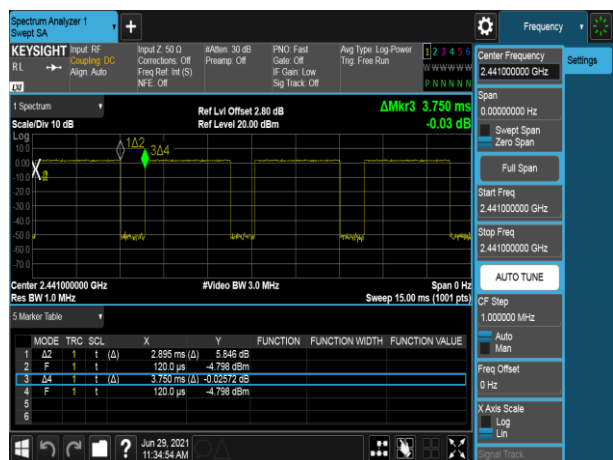 Spectrum Analyzer 1
Swept SA
+
Frequency
KEYSIGHT
RL
LXI
Input: RF
Coupling: DC
Align: Auto
Input Z: 50 Ω
Corrections: Off
Freq Ref: Int (S)
NFE: Off
#Atten: 30 dB
Preamp: Off
PNO: Fast
Gate: Off
IF Gain: Low
Sig Track: Off
Avg Type: Log-Power
Trig: Free Run
1 2 3 4 5 6
W W W W W W
P N N N N N
Center Frequency
2.441000000 GHz
Settings
Span
0.00000000 Hz
Swept Span
Zero Span
Full Span
Start Freq
2.441000000 GHz
Stop Freq
2.441000000 GHz
AUTO TUNE
CF Step
1.000000 MHz
Auto
Man
Freq Offset
0 Hz
X Axis Scale
Log
Lin
Signal Track
1 Spectrum
Scale/Div 10 dB
Ref Lvl Offset 2.80 dB
Ref Level 20.00 dBm
ΔMkr3 3.750 ms
-0.03 dB
Log
10.0
0.00
-10.0
-20.0
-30.0
-40.0
-50.0
-60.0
-70.0
1Δ2
3Δ4
X
Center 2.441000000 GHz
Res BW 1.0 MHz
#Video BW 3.0 MHz
Span 0 Hz
Sweep 15.00 ms (1001 pts)
5 Marker Table
MODE TRC SCL X Y FUNCTION FUNCTION WIDTH FUNCTION VALUE
1 Δ2 1 t (Δ) 2.895 ms (Δ) 5.846 dB
2 F 1 t 120.0 µs -4.798 dBm
3 Δ4 1 t (Δ) 3.750 ms (Δ) -0.02572 dB
4 F 1 t 120.0 µs -4.798 dBm
5
6
?
Jun 29, 2021
11:34:54 AM